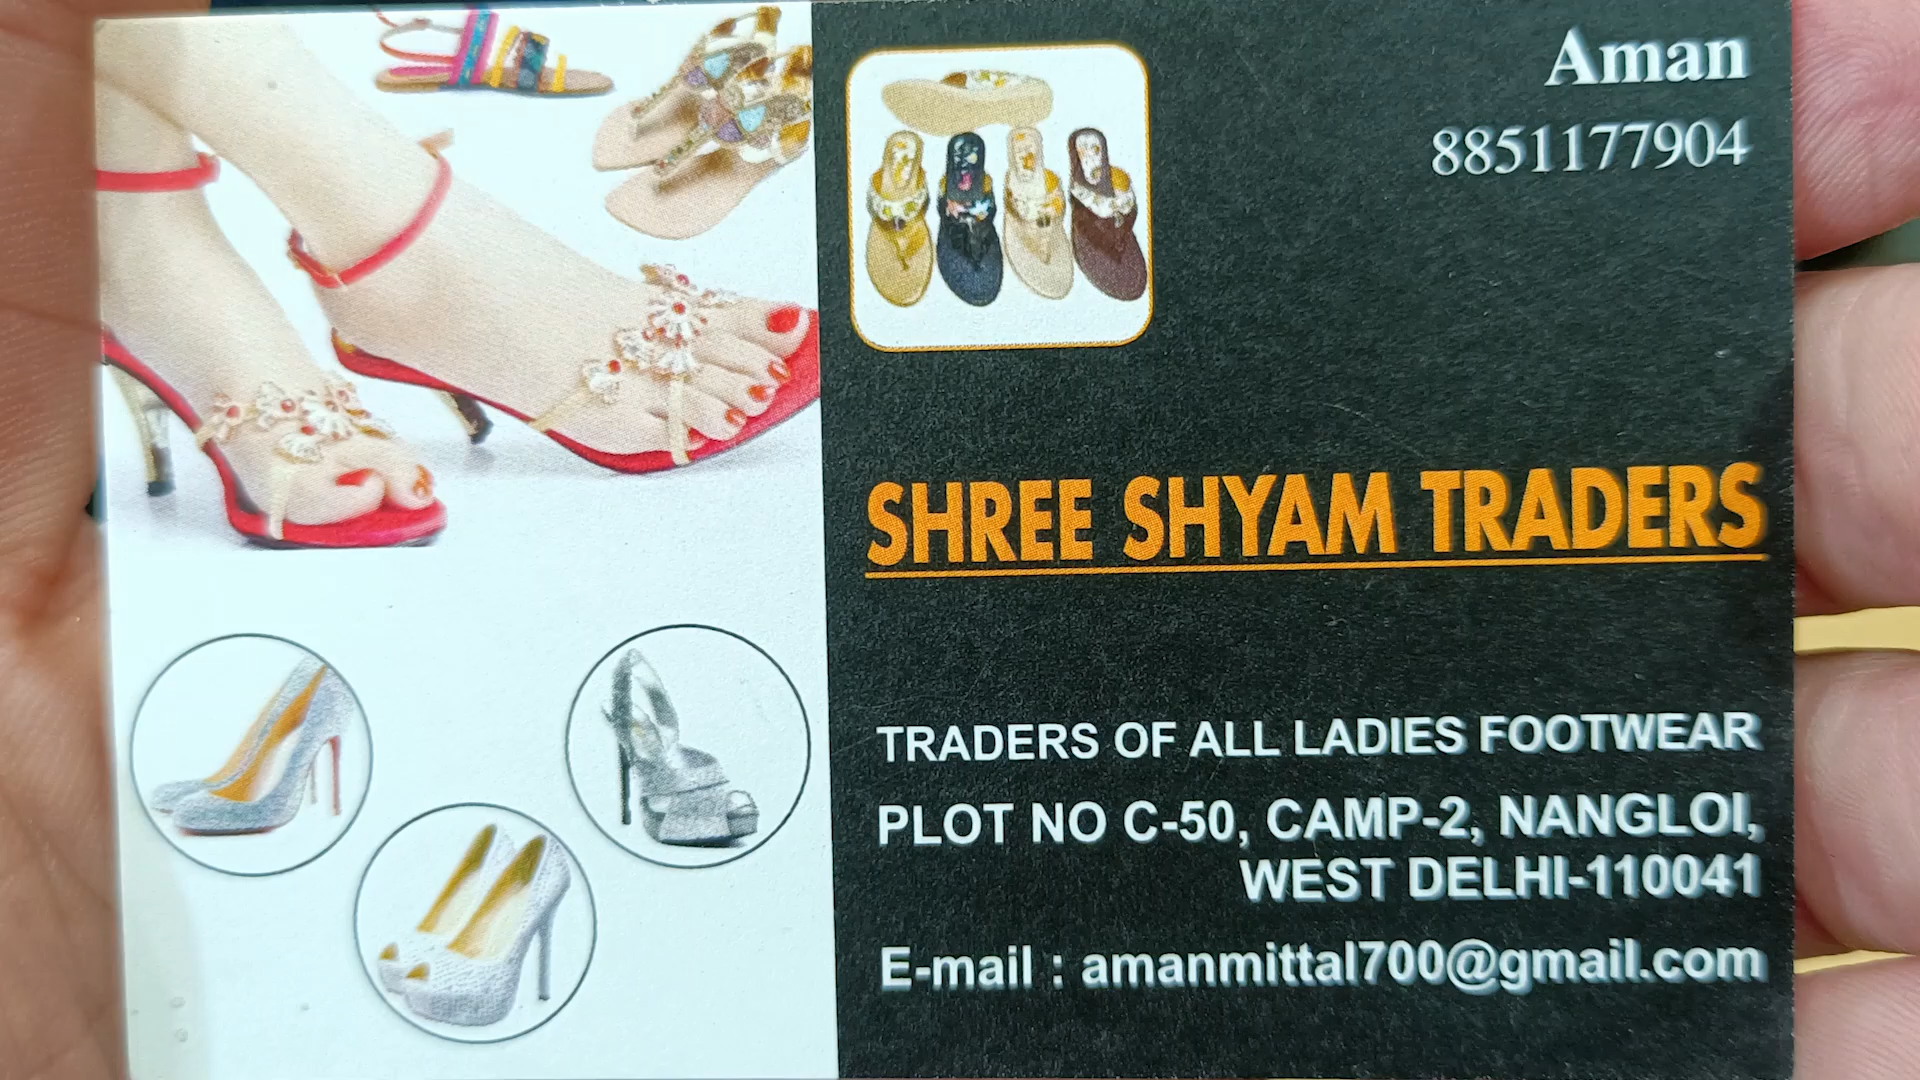 Aman
8851177904
SHREE SHYAM TRADERS
TRADERS OF ALL LADIES FOOTWEAR
PLOT NO C-50, CAMP-2, NANGLOI,
WEST DELHI-110041
E-mail : amanmittal700@gmail.com